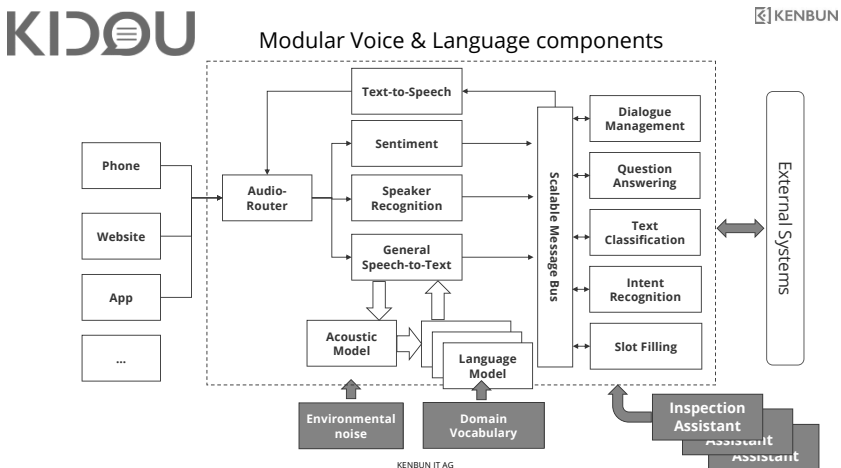 KIDOU
KENBUN
Modular Voice & Language components
Text-to-Speech
Sentiment
Speaker
Recognition
General
Speech-to-Text
Phone
Website
App
...
Audio-
Router
Scalable Message Bus
Dialogue
Management
Question
Answering
Text
Classification
Intent
Recognition
Slot Filling
External Systems
Acoustic
Model
Language
Model
Environmental
noise
Domain
Vocabulary
Inspection
Assistant
Assistant
Assistant
KENBUN IT AG